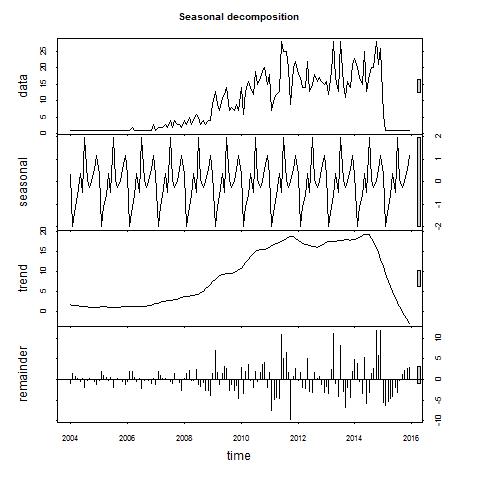 Seasonal decomposition
data
0 5 10 15 20 25
seasonal
-2 -1 0 1 2
trend
0 5 10 15 20
remainder
-10 -5 0 5 10
2004 2006 2008 2010 2012 2014 2016
time